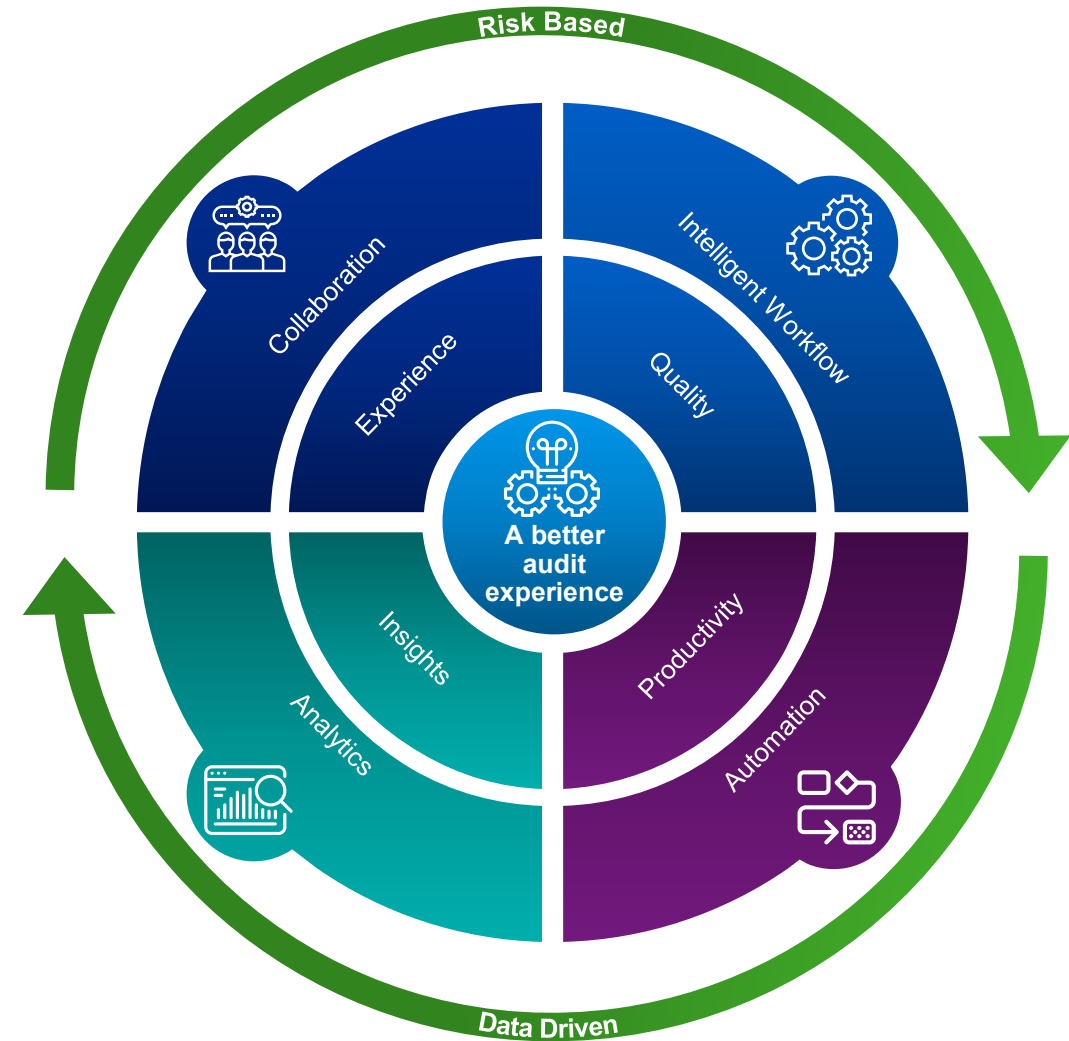 Risk Based
Collaboration
Experience
Intelligent Workflow
Quality
A better
audit
experience
Insights
Analytics
Productivity
Automation
Data Driven